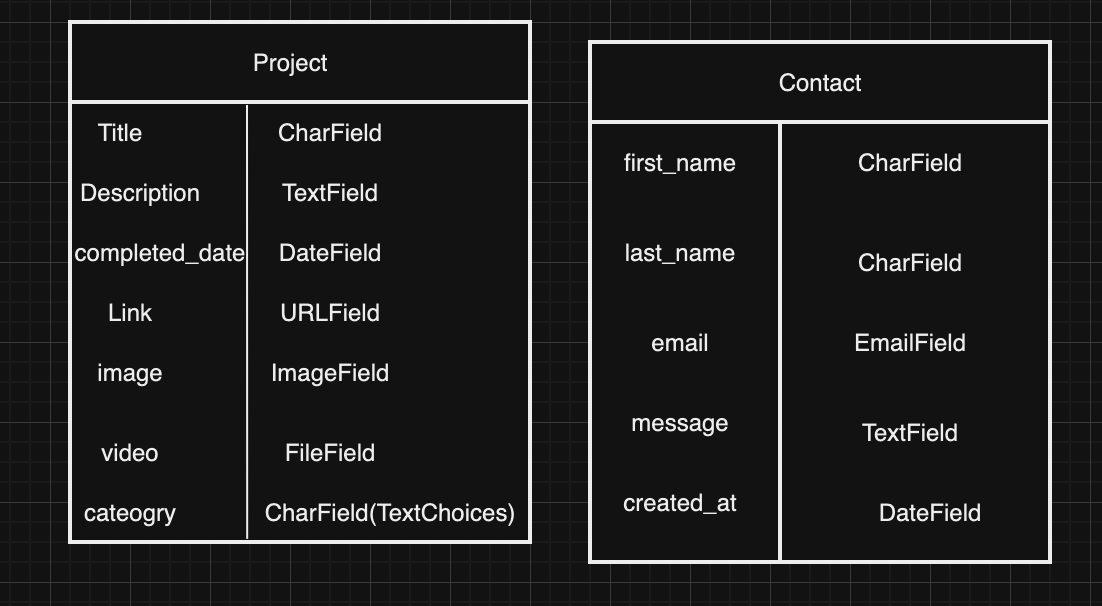 Project
Title CharField
Description TextField
completed_date DateField
Link URLField
image ImageField
video FileField
cateogry CharField(TextChoices)
Contact
first_name CharField
last_name CharField
email EmailField
message TextField
created_at DateField